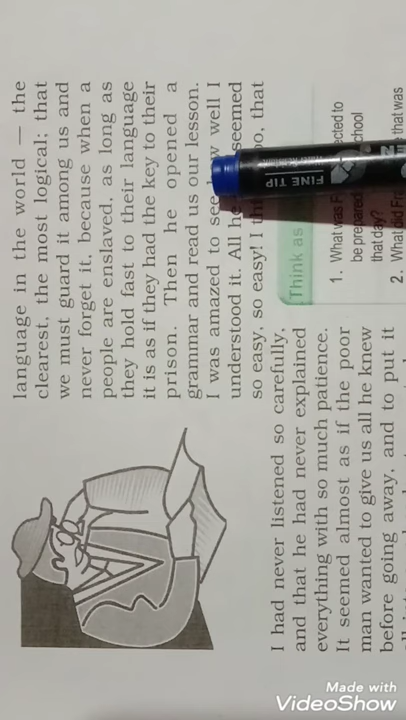 language in the world — the
clearest, the most logical; that
we must guard it among us and
never forget it, because when a
people are enslaved, as long as
they hold fast to their language
it is as if they had the key to their
prison. Then he opened a
grammar and read us our lesson.
I was amazed to see well I
understood it. All he seemed
so easy, so easy! I that
I had never listened so carefully,
and that he had never explained
everything with so much patience.
It seemed almost as if the poor
man wanted to give us all he knew
before going away, and to put it
Think as
1. What was
be prepared school
that day?
2. What did that was
FINE TIP
Made with
VideoShow